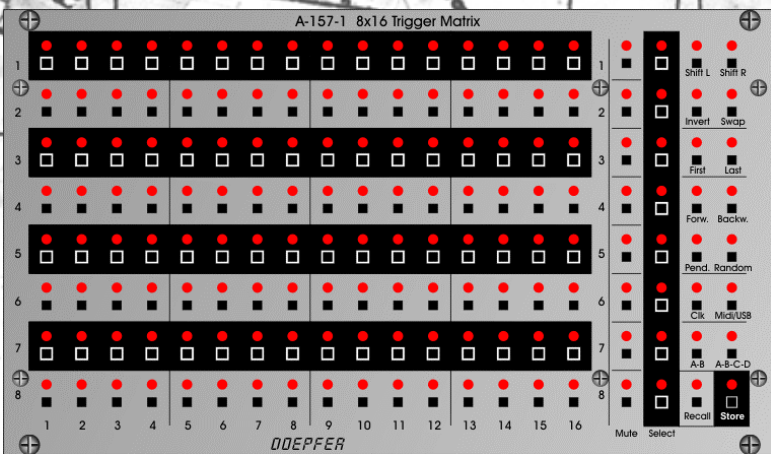 A-157-1 8x16 Trigger Matrix
1 1
Shift L Shift R
2 2
Invert Swap
3 3
First Last
4 4
Forw. Backw.
5 5
Pend. Random
6 6
Clk Midi/USB
7 7
A-B A-B-C-D
8 8
Recall Store
1 2 3 4 5 6 7 8 9 10 11 12 13 14 15 16
Mute Select
DOEPFER